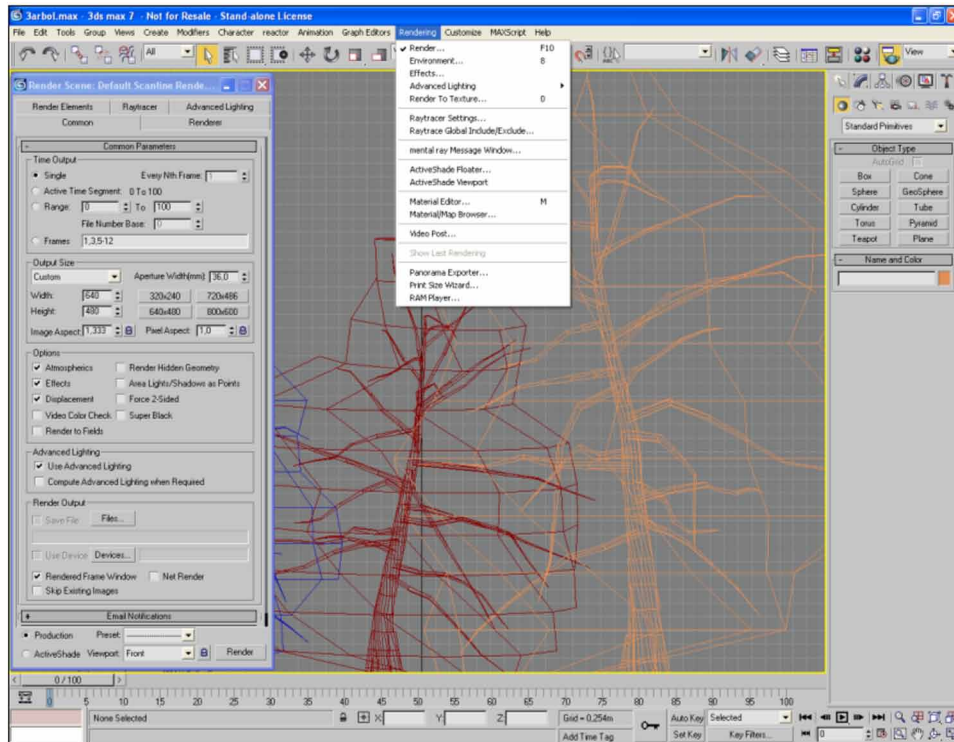 3arbol.max - 3ds max 7 - Not for Resale - Stand-alone License
File Edit Tools Group Views Create Modifiers Character reactor Animation Graph Editors Rendering Customize MAXScript Help
All
View
Render... F10
Environment... 8
Effects...
Advanced Lighting
Render To Texture... 0
Raytracer Settings...
Raytrace Global Include/Exclude...
mental ray Message Window...
ActiveShade Floater...
ActiveShade Viewport
Material Editor... M
Material/Map Browser...
Video Post...
Show Last Rendering
Panorama Exporter...
Print Size Wizard...
RAM Player...
Render Scene: Default Scanline Rende...
Render Elements Raytracer Advanced Lighting
Common Renderer
- Common Parameters
Time Output
Single Every Nth Frame: 1
Active Time Segment: 0 To 100
Range: 0 To 100
File Number Base: 0
Frames 1,3,5-12
Output Size
Custom Aperture Width(mm): 36,0
Width: 640 320x240 720x486
Height: 480 640x480 800x600
Image Aspect: 1,333 Pixel Aspect: 1,0
Options
Atmospherics Render Hidden Geometry
Effects Area Lights/Shadows as Points
Displacement Force 2-Sided
Video Color Check Super Black
Render to Fields
Advanced Lighting
Use Advanced Lighting
Compute Advanced Lighting when Required
Render Output
Save File Files...
Use Device Devices...
Rendered Frame Window Net Render
Skip Existing Images
+ Email Notifications
Production Preset: --------------------
ActiveShade Viewport: Front Render
Standard Primitives
- Object Type
AutoGrid
Box Cone
Sphere GeoSphere
Cylinder Tube
Torus Pyramid
Teapot Plane
- Name and Color
< 0 / 100 >
0 5 10 15 20 25 30 35 40 45 50 55 60 65 70 75 80 85 90 95 100
None Selected X: Y: Z: Grid = 0,254m Auto Key Selected
Add Time Tag Set Key Key Filters... 0